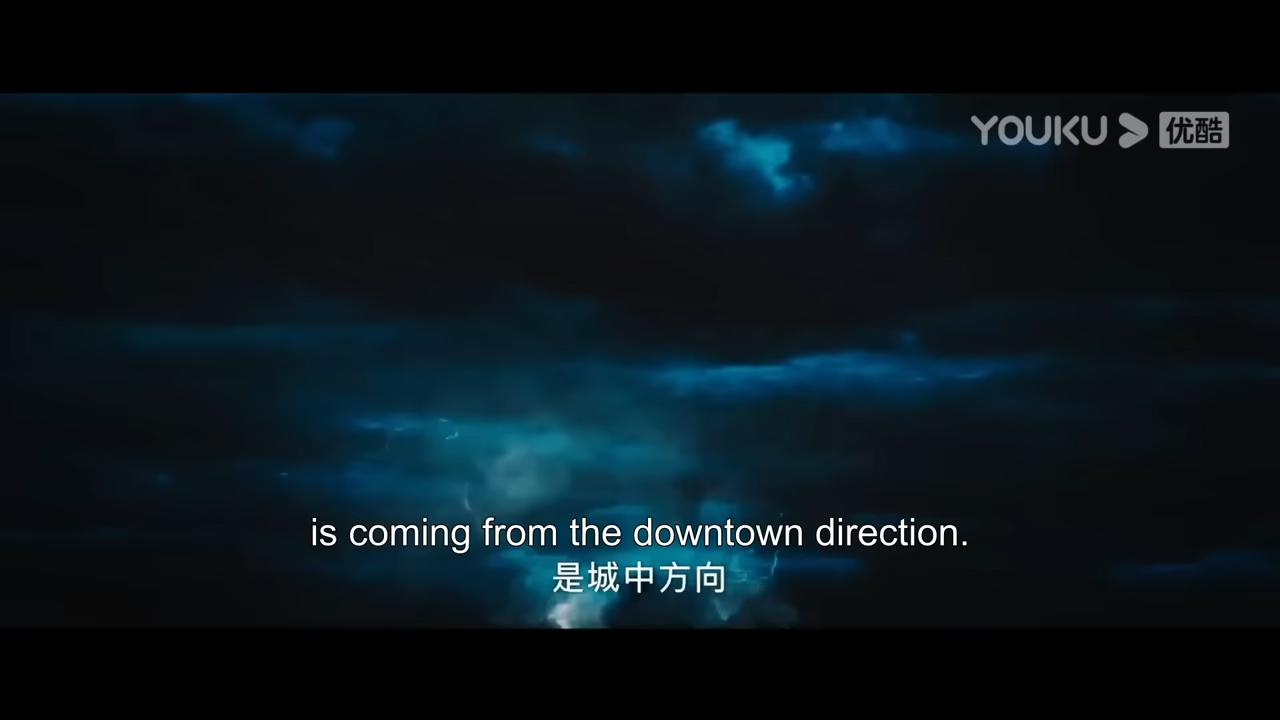 YOUKU 优酷
is coming from the downtown direction.
是城中方向